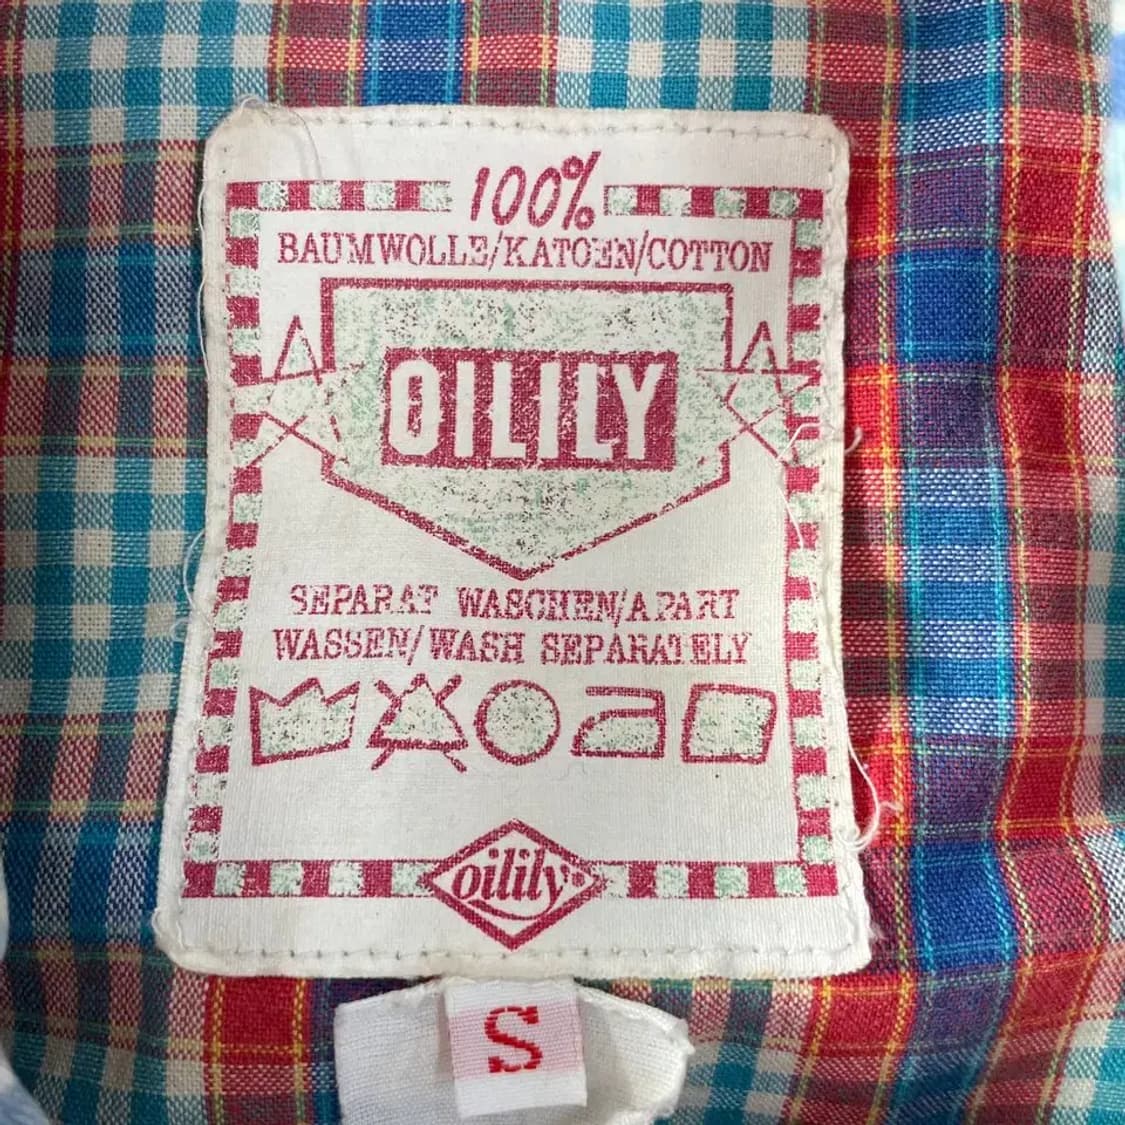 100%
BAUMWOLLE/KATOEN/COTTON
OILILY
SEPARAT WASCHEN/APART
WASSEN/WASH SEPARATELY
oilily®
S